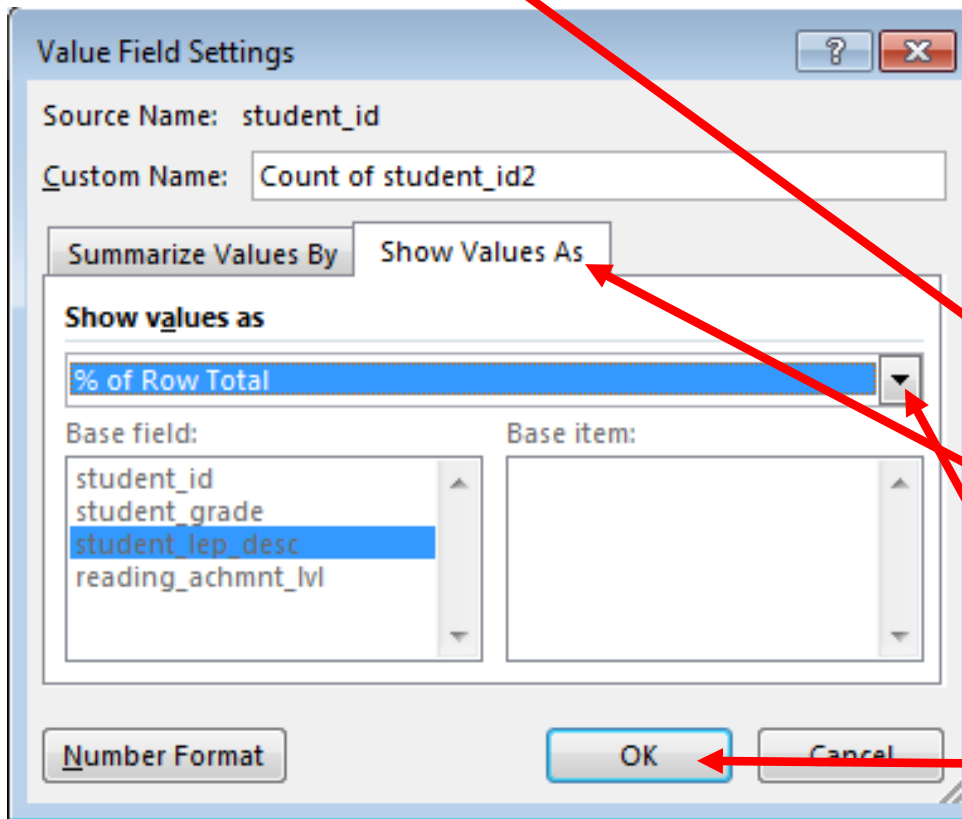 Value Field Settings
?
Source Name: student_id
Custom Name: Count of student_id2
Summarize Values By Show Values As
Show values as
% of Row Total
Base field: Base item:
student_id
student_grade
student_lep_desc
reading_achmnt_lvl
Number Format OK Cancel